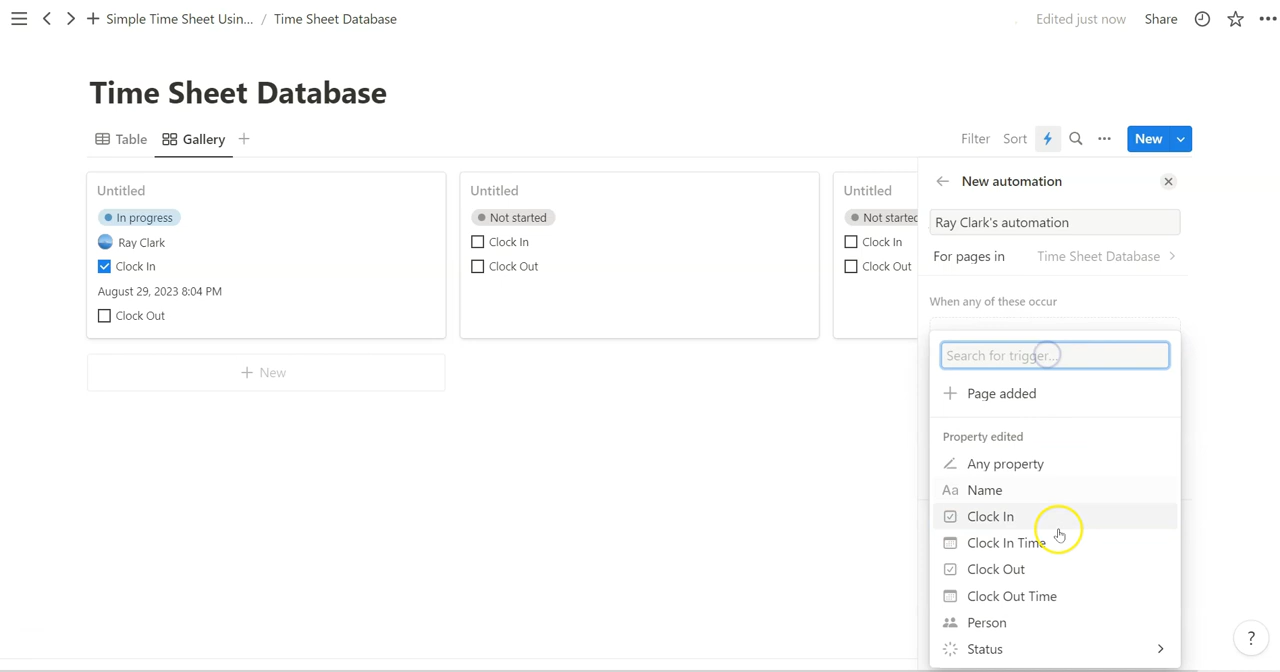 Simple Time Sheet Usin... / Time Sheet Database
Edited just now Share
Time Sheet Database
Table Gallery
Filter Sort New
Untitled
In progress
Ray Clark
Clock In
August 29, 2023 8:04 PM
Clock Out
Untitled
Not started
Clock In
Clock Out
Untitled
Not started
Clock In
Clock Out
New
New automation
Ray Clark's automation
For pages in Time Sheet Database
When any of these occur
Search for trigger...
Page added
Property edited
Any property
Aa Name
Clock In
Clock In Time
Clock Out
Clock Out Time
Person
Status
?